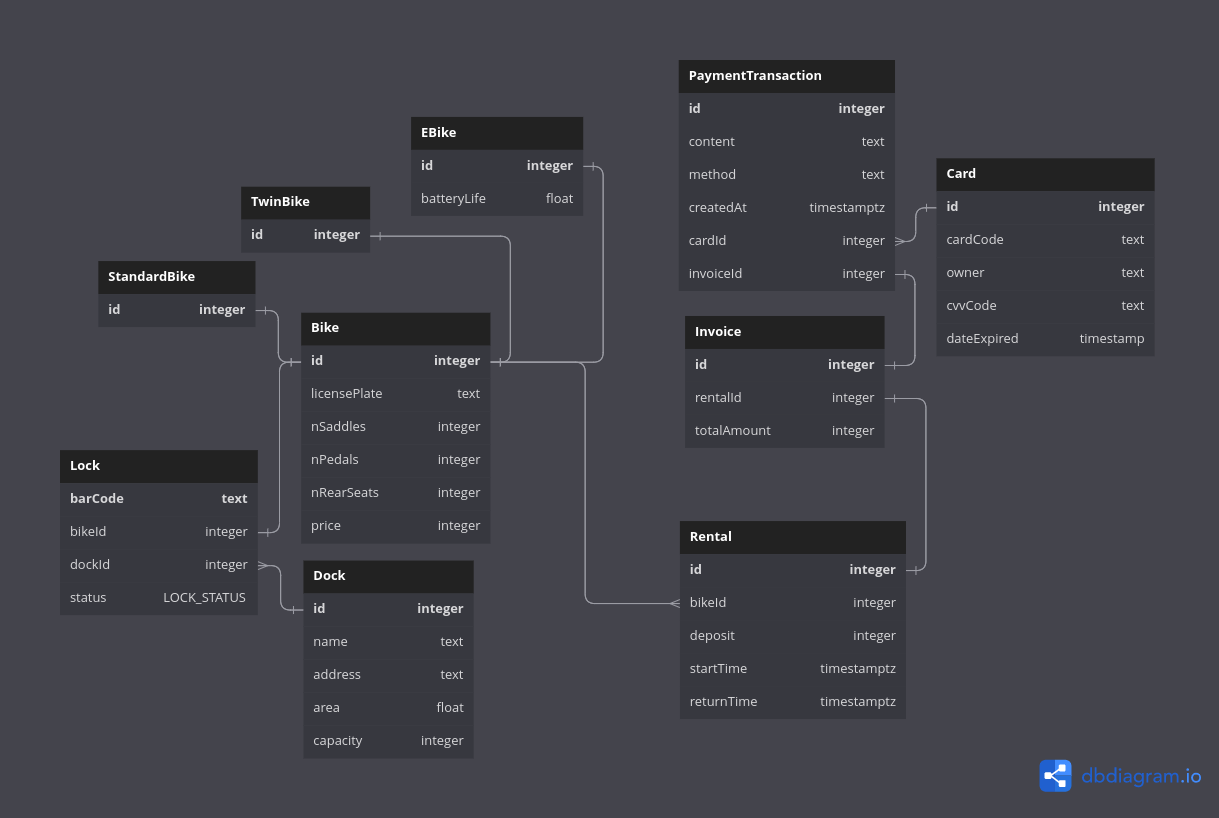 PaymentTransaction
id integer
content text
method text
createdAt timestamptz
cardId integer
invoiceId integer
EBike
id integer
batteryLife float
Card
id integer
cardCode text
owner text
cvvCode text
dateExpired timestamp
TwinBike
id integer
StandardBike
id integer
Bike
id integer
licensePlate text
nSaddles integer
nPedals integer
nRearSeats integer
price integer
Invoice
id integer
rentalId integer
totalAmount integer
Lock
barCode text
bikeId integer
dockId integer
status LOCK_STATUS
Dock
id integer
name text
address text
area float
capacity integer
Rental
id integer
bikeId integer
deposit integer
startTime timestamptz
returnTime timestamptz
dbdiagram.io